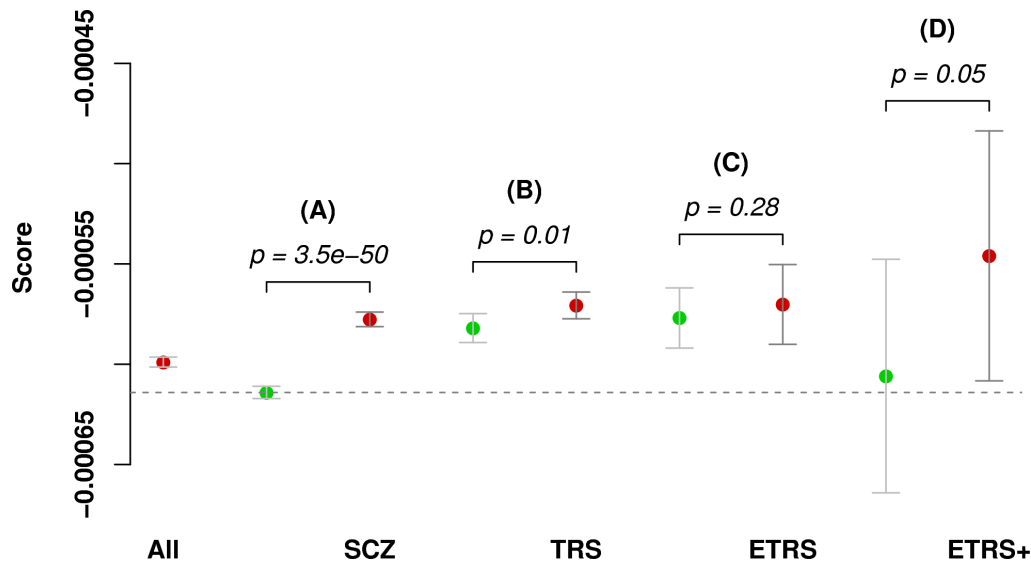 (D)
p = 0.05
(C)
p = 0.28
(B)
p = 0.01
(A)
p = 3.5e−50
Score
−0.00045
−0.00055
−0.00065
All
SCZ
TRS
ETRS
ETRS+